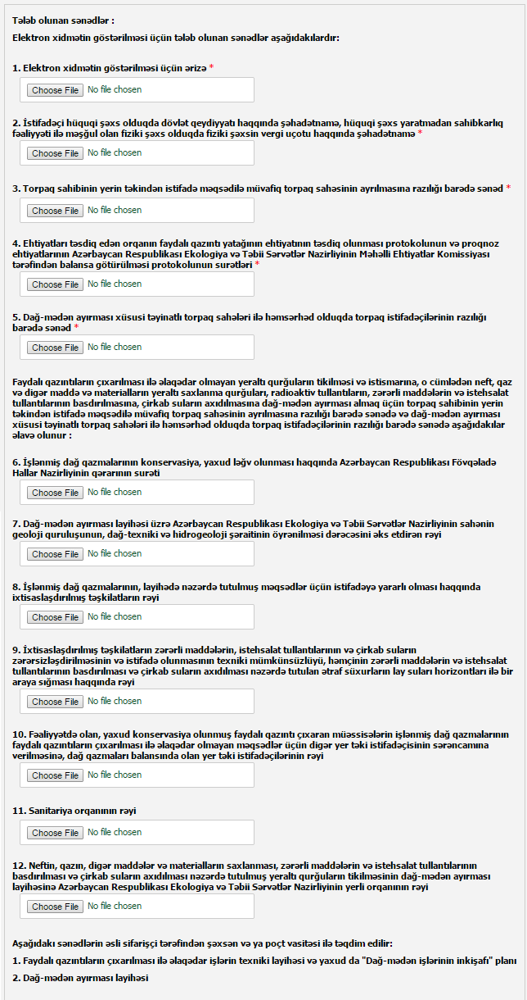 Tələb olunan sənədlər :
Elektron xidmətin göstərilməsi üçün tələb olunan sənədlər aşağıdakılardır:
1. Elektron xidmətin göstərilməsi üçün ərizə *
Choose File No file chosen
2. İstifadəçi hüquqi şəxs olduqda dövlət qeydiyyatı haqqında şəhadətnamə, hüquqi şəxs yaratmadan sahibkarlıq
fəaliyyəti ilə məşğul olan fiziki şəxs olduqda fiziki şəxsin vergi uçotu haqqında şəhadətnamə *
Choose File No file chosen
3. Torpaq sahibinin yerin təkindən istifadə məqsədilə müvafiq torpaq sahəsinin ayrılmasına razılığı barədə sənəd *
Choose File No file chosen
4. Ehtiyatları təsdiq edən orqanın faydalı qazıntı yatağının ehtiyatının təsdiq olunması protokolunun və proqnoz
ehtiyatlarının Azərbaycan Respublikası Ekologiya və Təbii Sərvətlər Nazirliyinin Məhəlli Ehtiyatlar Komissiyası
tərəfindən balansa götürülməsi protokolunun surətləri *
Choose File No file chosen
5. Dağ-mədən ayırması xüsusi təyinatlı torpaq sahələri ilə həmsərhəd olduqda torpaq istifadəçilərinin razılığı
barədə sənəd *
Choose File No file chosen
Faydalı qazıntıların çıxarılması ilə əlaqədar olmayan yeraltı qurğuların tikilməsi və istismarına, o cümlədən neft, qaz
və digər maddə və materialların yeraltı saxlanma qurğuları, radioaktiv tullantıların, zərərli maddələrin və istehsalat
tullantılarının basdırılmasına, çirkab suların axıdılmasına dağ-mədən ayırması almaq üçün torpaq sahibinin yerin
təkindən istifadə məqsədilə müvafiq torpaq sahəsinin ayrılmasına razılığı barədə sənədə və dağ-mədən ayırması
xüsusi təyinatlı torpaq sahələri ilə həmsərhəd olduqda torpaq istifadəçilərinin razılığı barədə sənədə aşağıdakılar
əlavə olunur :
6. İşlənmiş dağ qazmalarının konservasiya, yaxud ləğv olunması haqqında Azərbaycan Respublikası Fövqəladə
Hallar Nazirliyinin qərarının surəti
Choose File No file chosen
7. Dağ-mədən ayırması layihəsi üzrə Azərbaycan Respublikası Ekologiya və Təbii Sərvətlər Nazirliyinin sahənin
geoloji quruluşunun, dağ-texniki və hidrogeoloji şəraitinin öyrənilməsi dərəcəsini əks etdirən rəyi
Choose File No file chosen
8. İşlənmiş dağ qazmalarının, layihədə nəzərdə tutulmuş məqsədlər üçün istifadəyə yararlı olması haqqında
ixtisaslaşdırılmış təşkilatların rəyi
Choose File No file chosen
9. İxtisaslaşdırılmış təşkilatların zərərli maddələrin, istehsalat tullantılarının və çirkab suların
zərərsizləşdirilməsinin və istifadə olunmasının texniki mümkünsüzlüyü, həmçinin zərərli maddələrin və istehsalat
tullantılarının basdırılması və çirkab suların axıdılması nəzərdə tutulan ətraf süxurların lay suları horizontları ilə bir
araya sığması haqqında rəyi
Choose File No file chosen
10. Fəaliyyətdə olan, yaxud konservasiya olunmuş faydalı qazıntı çıxaran müəssisələrin işlənmiş dağ qazmalarının
faydalı qazıntıların çıxarılması ilə əlaqədar olmayan məqsədlər üçün digər yer təki istifadəçisinin sərəncamına
verilməsinə, dağ qazmaları balansında olan yer təki istifadəçilərinin rəyi
Choose File No file chosen
11. Sanitariya orqanının rəyi
Choose File No file chosen
12. Neftin, qazın, digər maddələr və materialların saxlanması, zərərli maddələrin və istehsalat tullantılarının
basdırılması və çirkab suların axıdılması nəzərdə tutulmuş yeraltı qurğuların tikilməsinin dağ-mədən ayırması
layihəsinə Azərbaycan Respublikası Ekologiya və Təbii Sərvətlər Nazirliyinin yerli orqanının rəyi
Choose File No file chosen
Aşağıdakı sənədlərin əsli sifarişçi tərəfindən şəxsən və ya poçt vasitəsi ilə təqdim edilir:
1. Faydalı qazıntıların çıxarılması ilə əlaqədar işlərin texniki layihəsi və yaxud da "Dağ-mədən işlərinin inkişafı" planı
2. Dağ-mədən ayırması layihəsi